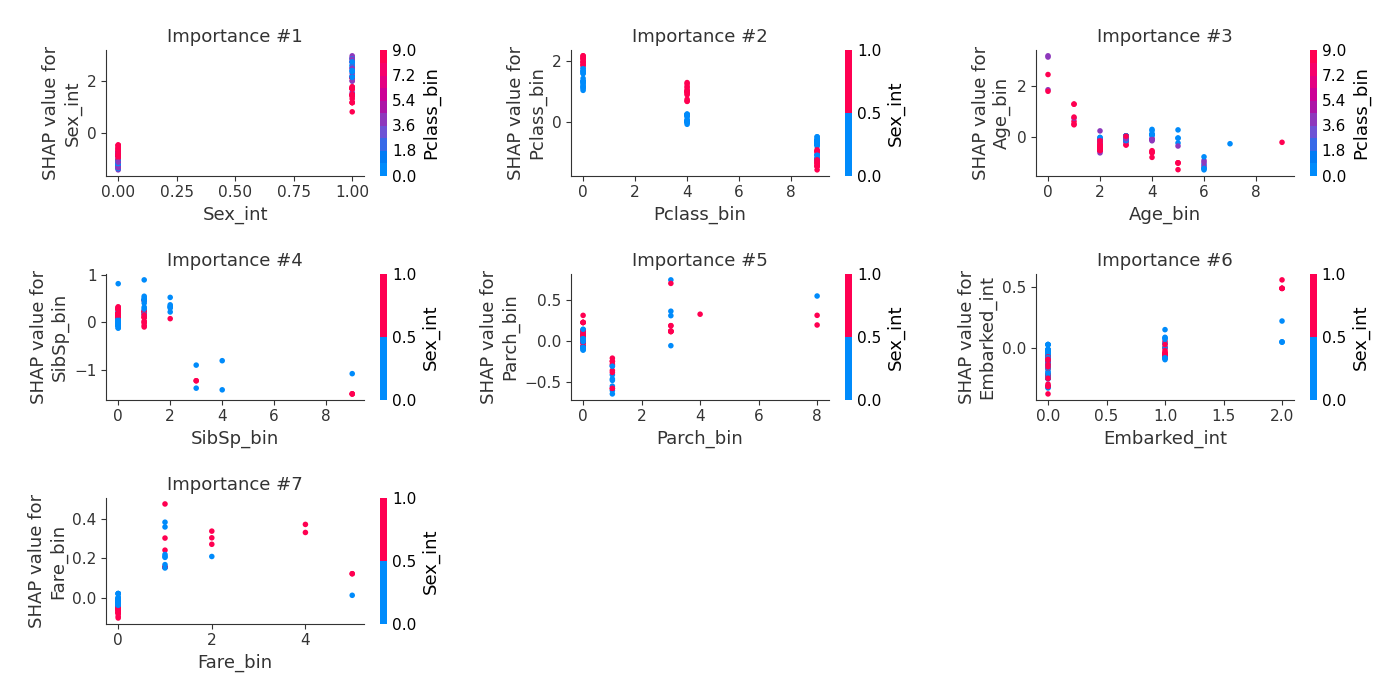 Importance #1
SHAP value for
Sex_int
2
0
0.00 0.25 0.50 0.75 1.00
Sex_int
9.0
7.2
5.4
3.6
1.8
0.0
Pclass_bin
Importance #2
SHAP value for
Pclass_bin
2
0
0 2 4 6 8
Pclass_bin
1.0
0.5
0.0
Sex_int
Importance #3
SHAP value for
Age_bin
2
0
0 2 4 6 8
Age_bin
9.0
7.2
5.4
3.6
1.8
0.0
Pclass_bin
Importance #4
SHAP value for
SibSp_bin
1
0
−1
0 2 4 6 8
SibSp_bin
1.0
0.5
0.0
Sex_int
Importance #5
SHAP value for
Parch_bin
0.5
0.0
−0.5
0 2 4 6 8
Parch_bin
1.0
0.5
0.0
Sex_int
Importance #6
SHAP value for
Embarked_int
0.5
0.0
0.0 0.5 1.0 1.5 2.0
Embarked_int
1.0
0.5
0.0
Sex_int
Importance #7
SHAP value for
Fare_bin
0.4
0.2
0.0
0 2 4
Fare_bin
1.0
0.5
0.0
Sex_int